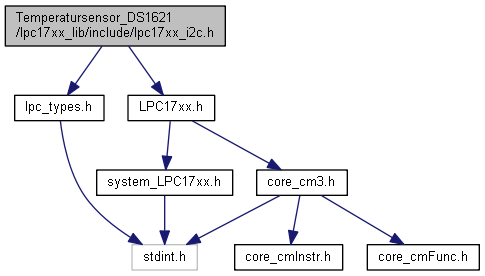 Temperatursensor_DS1621
/lpc17xx_lib/include/lpc17xx_i2c.h
lpc_types.h
LPC17xx.h
system_LPC17xx.h
core_cm3.h
stdint.h
core_cmInstr.h
core_cmFunc.h